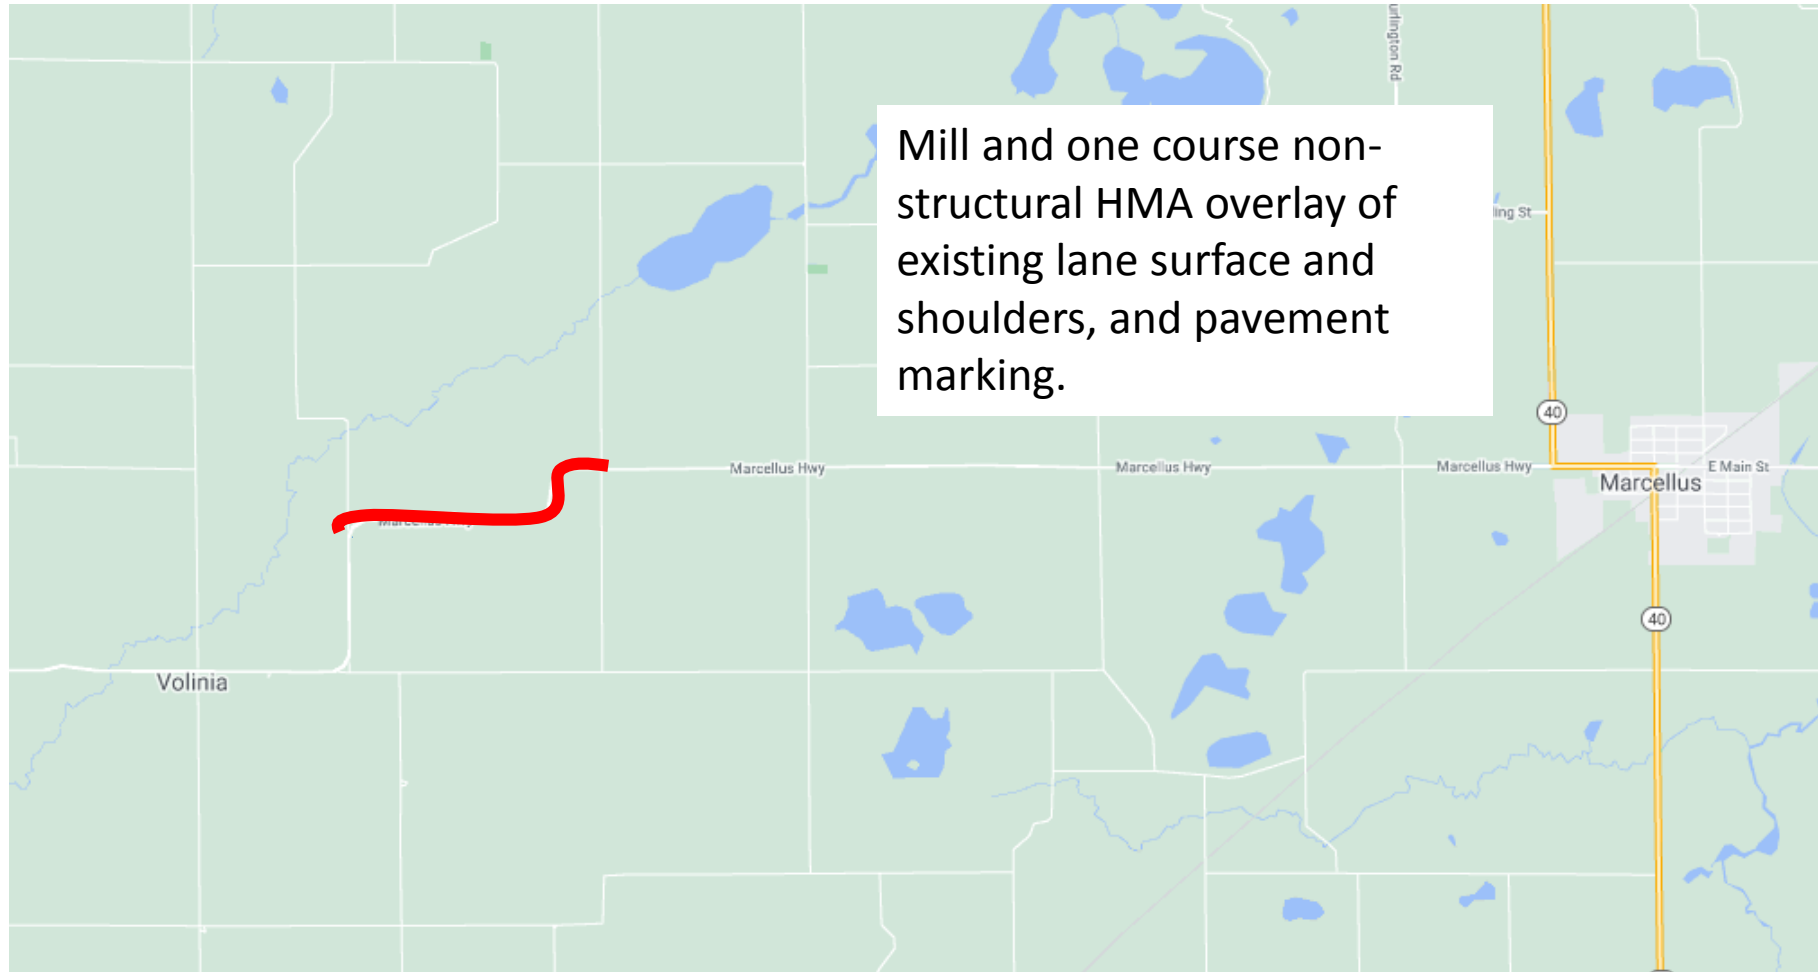 Mill and one course non-
structural HMA overlay of
existing lane surface and
shoulders, and pavement
marking.
40
Marcellus Hwy
Marcellus Hwy
Marcellus Hwy
E Main St
Marcellus
40
Volinia